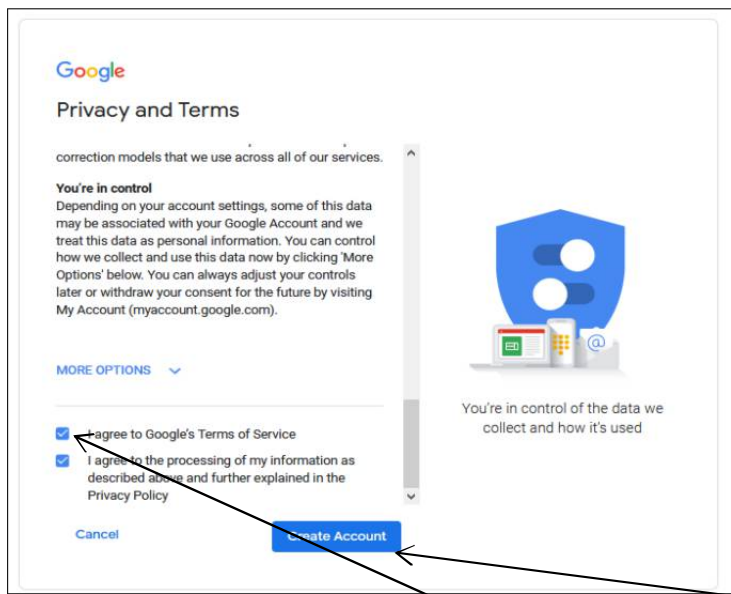 Google
Privacy and Terms
correction models that we use across all of our services.
You're in control
Depending on your account settings, some of this data
may be associated with your Google Account and we
treat this data as personal information. You can control
how we collect and use this data now by clicking 'More
Options' below. You can always adjust your controls
later or withdraw your consent for the future by visiting
My Account (myaccount.google.com).
MORE OPTIONS
I agree to Google's Terms of Service
I agree to the processing of my information as
described above and further explained in the
Privacy Policy
Cancel
Create Account
@
You're in control of the data we
collect and how it's used